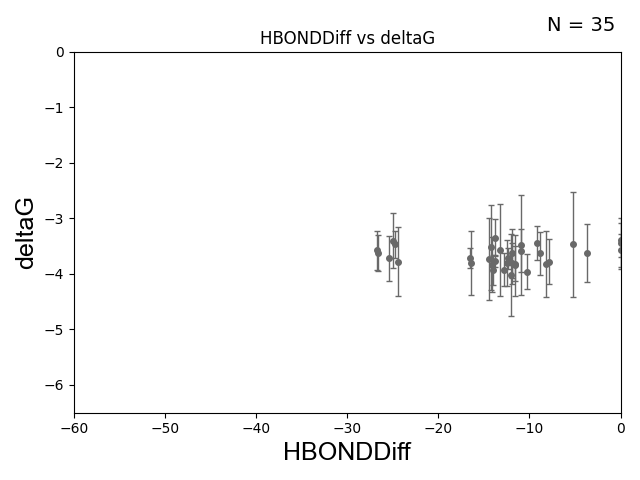 N = 35
HBONDDiff vs deltaG
0
−1
−2
−3
−4
−5
−6
deltaG
−60 −50 −40 −30 −20 −10 0
HBONDDiff